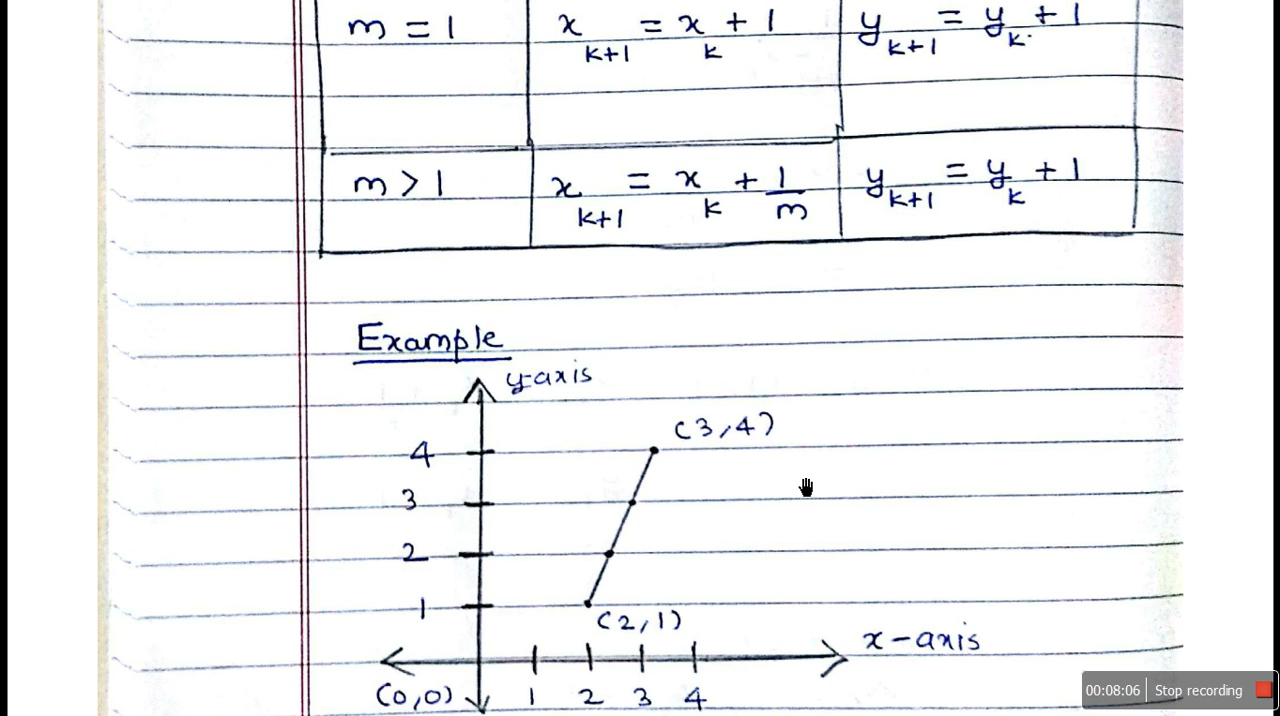 m = 1 x k+1 = x k + 1 y k+1 = y k + 1
m > 1 x k+1 = x k + 1/m y k+1 = y k + 1
Example
y-axis
(3,4)
4
3
2
1
(2,1)
x-axis
(0,0) 1 2 3 4
00:08:06 Stop recording